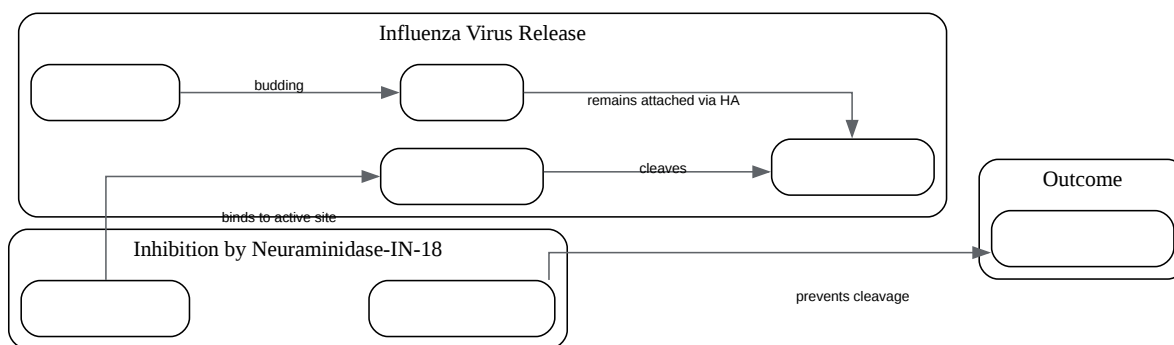 Influenza Virus Release
budding
remains attached via HA
cleaves
Outcome
binds to active site
Inhibition by Neuraminidase-IN-18
prevents cleavage